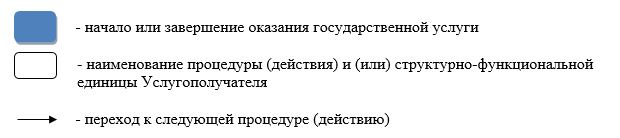 - начало или завершение оказания государственной услуги
- наименование процедуры (действия) и (или) структурно-функциональной
единицы Услугополучателя
- переход к следующей процедуре (действию)